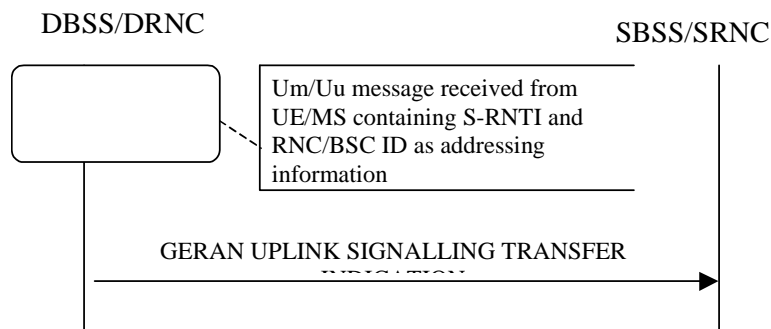 DBSS/DRNC
SBSS/SRNC
Um/Uu message received from
UE/MS containing S-RNTI and
RNC/BSC ID as addressing
information
GERAN UPLINK SIGNALLING TRANSFER
INDICATION